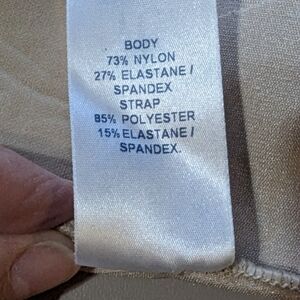 BODY
73% NYLON
27% ELASTANE /
SPANDEX
STRAP
85% POLYESTER
15% ELASTANE /
SPANDEX.